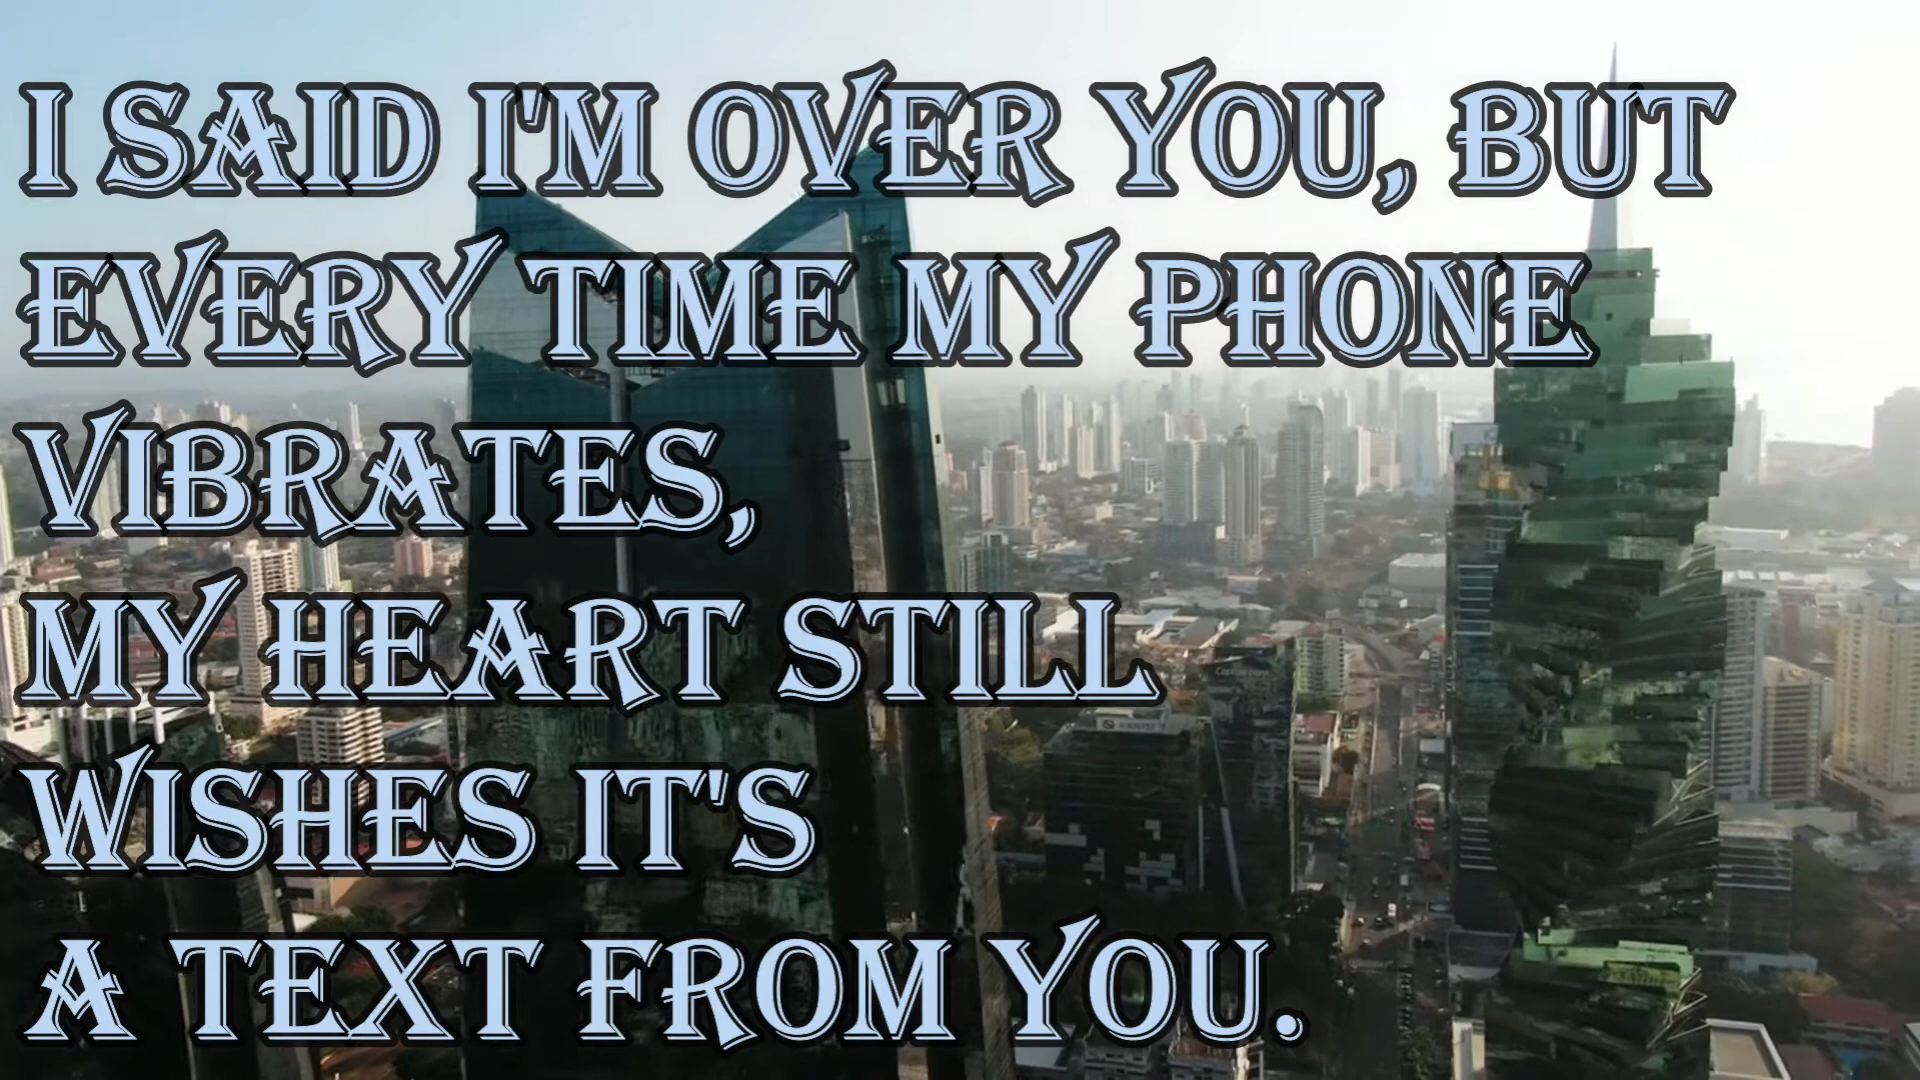 I SAID I'M OVER YOU, BUT
EVERY TIME MY PHONE
VIBRATES,
MY HEART STILL
WISHES IT'S
A TEXT FROM YOU.